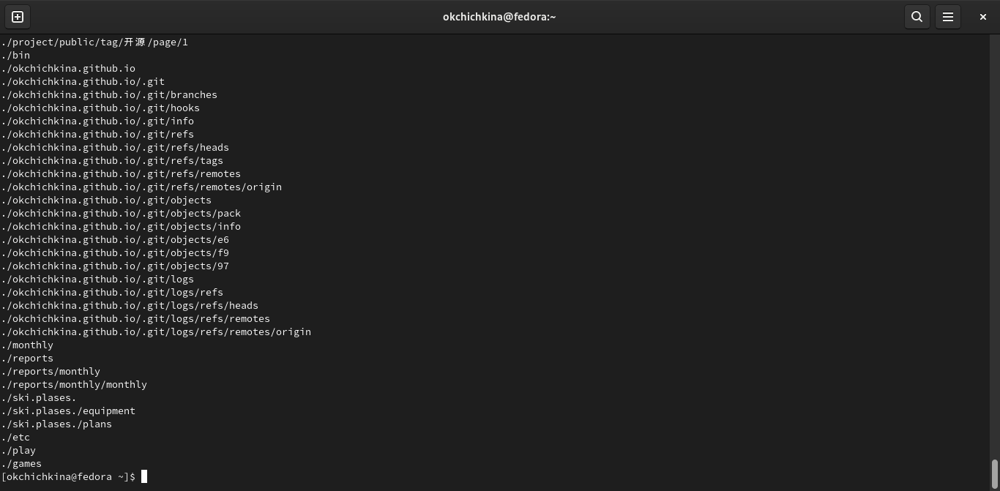 okchichkina@fedora:~
./project/public/tag/开源/page/1
./bin
./okchichkina.github.io
./okchichkina.github.io/.git
./okchichkina.github.io/.git/branches
./okchichkina.github.io/.git/hooks
./okchichkina.github.io/.git/info
./okchichkina.github.io/.git/refs
./okchichkina.github.io/.git/refs/heads
./okchichkina.github.io/.git/refs/tags
./okchichkina.github.io/.git/refs/remotes
./okchichkina.github.io/.git/refs/remotes/origin
./okchichkina.github.io/.git/objects
./okchichkina.github.io/.git/objects/pack
./okchichkina.github.io/.git/objects/info
./okchichkina.github.io/.git/objects/e6
./okchichkina.github.io/.git/objects/f9
./okchichkina.github.io/.git/objects/97
./okchichkina.github.io/.git/logs
./okchichkina.github.io/.git/logs/refs
./okchichkina.github.io/.git/logs/refs/heads
./okchichkina.github.io/.git/logs/refs/remotes
./okchichkina.github.io/.git/logs/refs/remotes/origin
./monthly
./reports
./reports/monthly
./reports/monthly/monthly
./ski.plases.
./ski.plases./equipment
./ski.plases./plans
./etc
./play
./games
[okchichkina@fedora ~]$